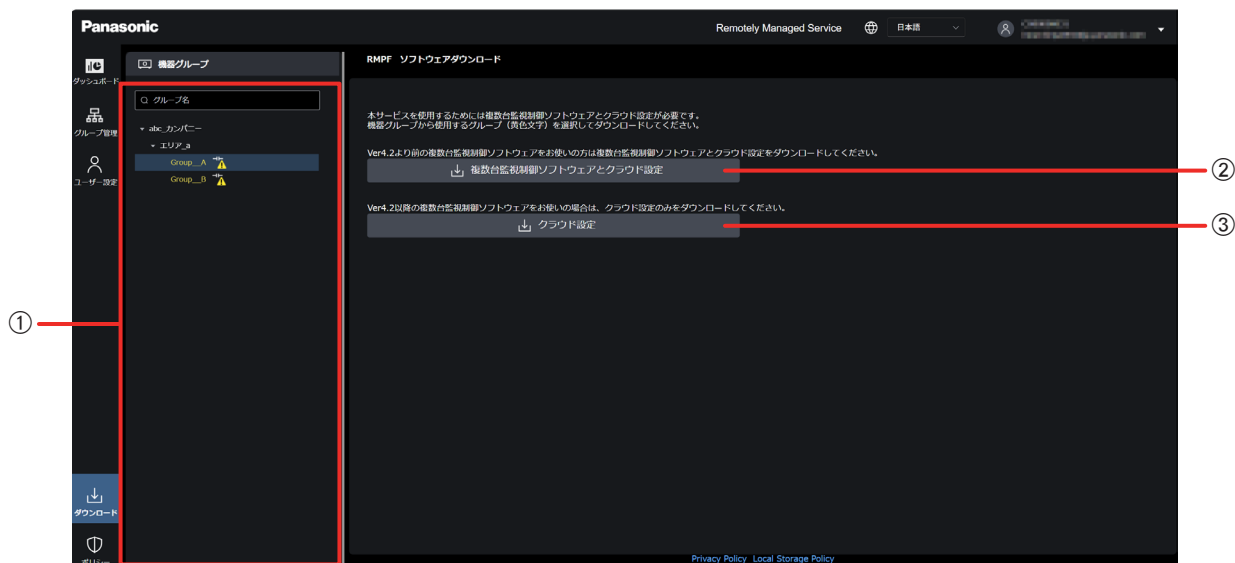 Panasonic
Remotely Managed Service
日本語
ダッシュボード
グループ管理
ユーザー設定
ダウンロード
ポリシー
機器グループ
グループ名
abc_カンパニー
エリア_a
Group__A
Group__B
RMPF ソフトウェアダウンロード
本サービスを使用するためには複数台監視制御ソフトウェアとクラウド設定が必要です。
機器グループから使用するグループ（黄色文字）を選択してダウンロードしてください。
Ver4.2より前の複数台監視制御ソフトウェアをお使いの方は複数台監視制御ソフトウェアとクラウド設定をダウンロードしてください。
複数台監視制御ソフトウェアとクラウド設定
Ver4.2以降の複数台監視制御ソフトウェアをお使いの場合は、クラウド設定のみをダウンロードしてください。
クラウド設定
Privacy Policy Local Storage Policy
①
②
③